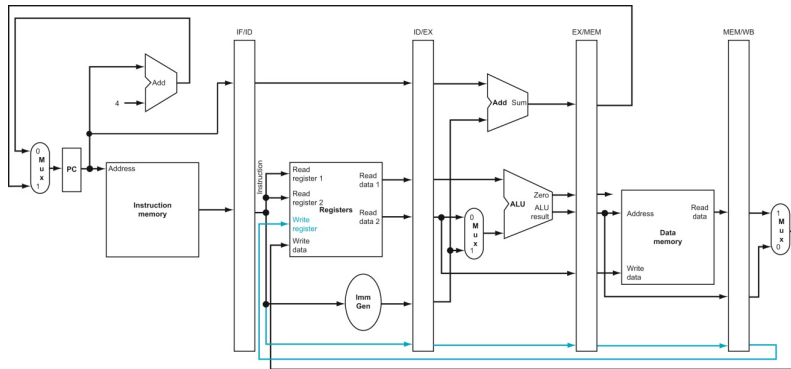 IF/ID
ID/EX
EX/MEM
MEM/WB
Add
4
Add Sum
0
M
u
x
1
PC
Address
Instruction
memory
Instruction
Read
register 1
Read
register 2
Write
register
Write
data
Registers
Read
data 1
Read
data 2
Imm
Gen
0
M
u
x
1
ALU
Zero
ALU
result
Address
Write
data
Read
data
Data
memory
1
M
u
x
0